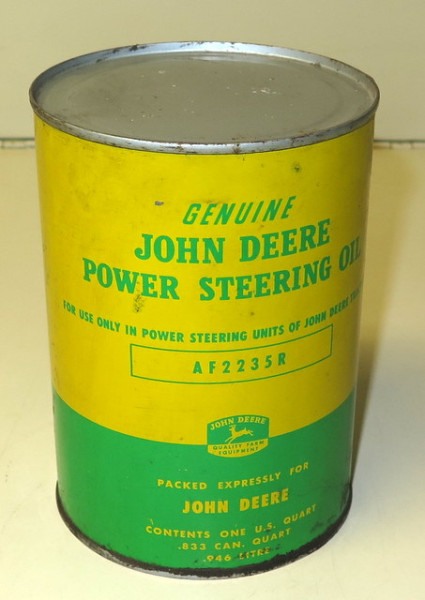 GENUINE
JOHN DEERE
POWER STEERING OIL
FOR USE ONLY IN POWER STEERING UNITS OF JOHN DEERE
AF2235R
JOHN DEERE
QUALITY FARM
EQUIPMENT
PACKED EXPRESSLY FOR
JOHN DEERE
CONTENTS ONE U.S. QUART
.833 CAN. QUART
.946 LITRE